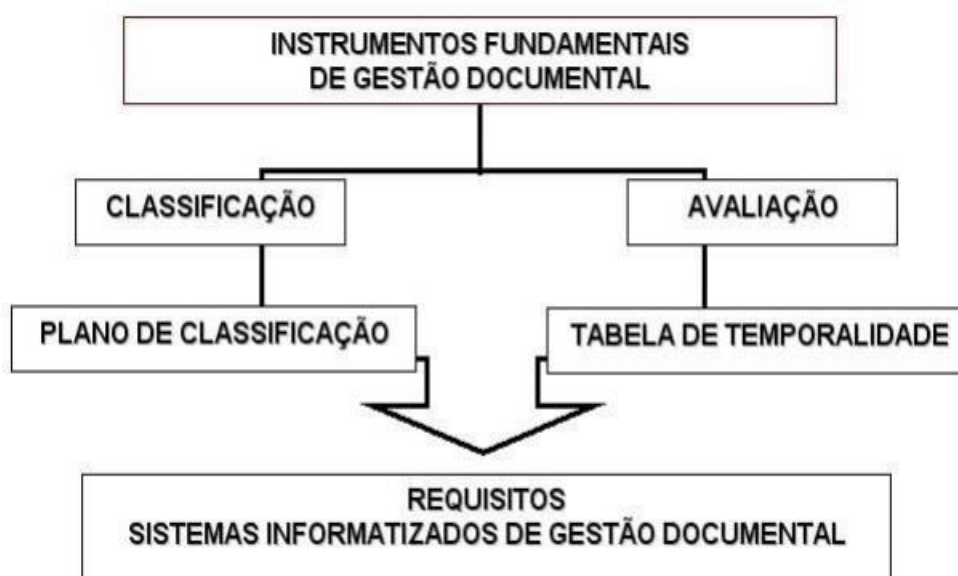 INSTRUMENTOS FUNDAMENTAIS
DE GESTÃO DOCUMENTAL
CLASSIFICAÇÃO
AVALIAÇÃO
PLANO DE CLASSIFICAÇÃO
TABELA DE TEMPORALIDADE
REQUISITOS
SISTEMAS INFORMATIZADOS DE GESTÃO DOCUMENTAL